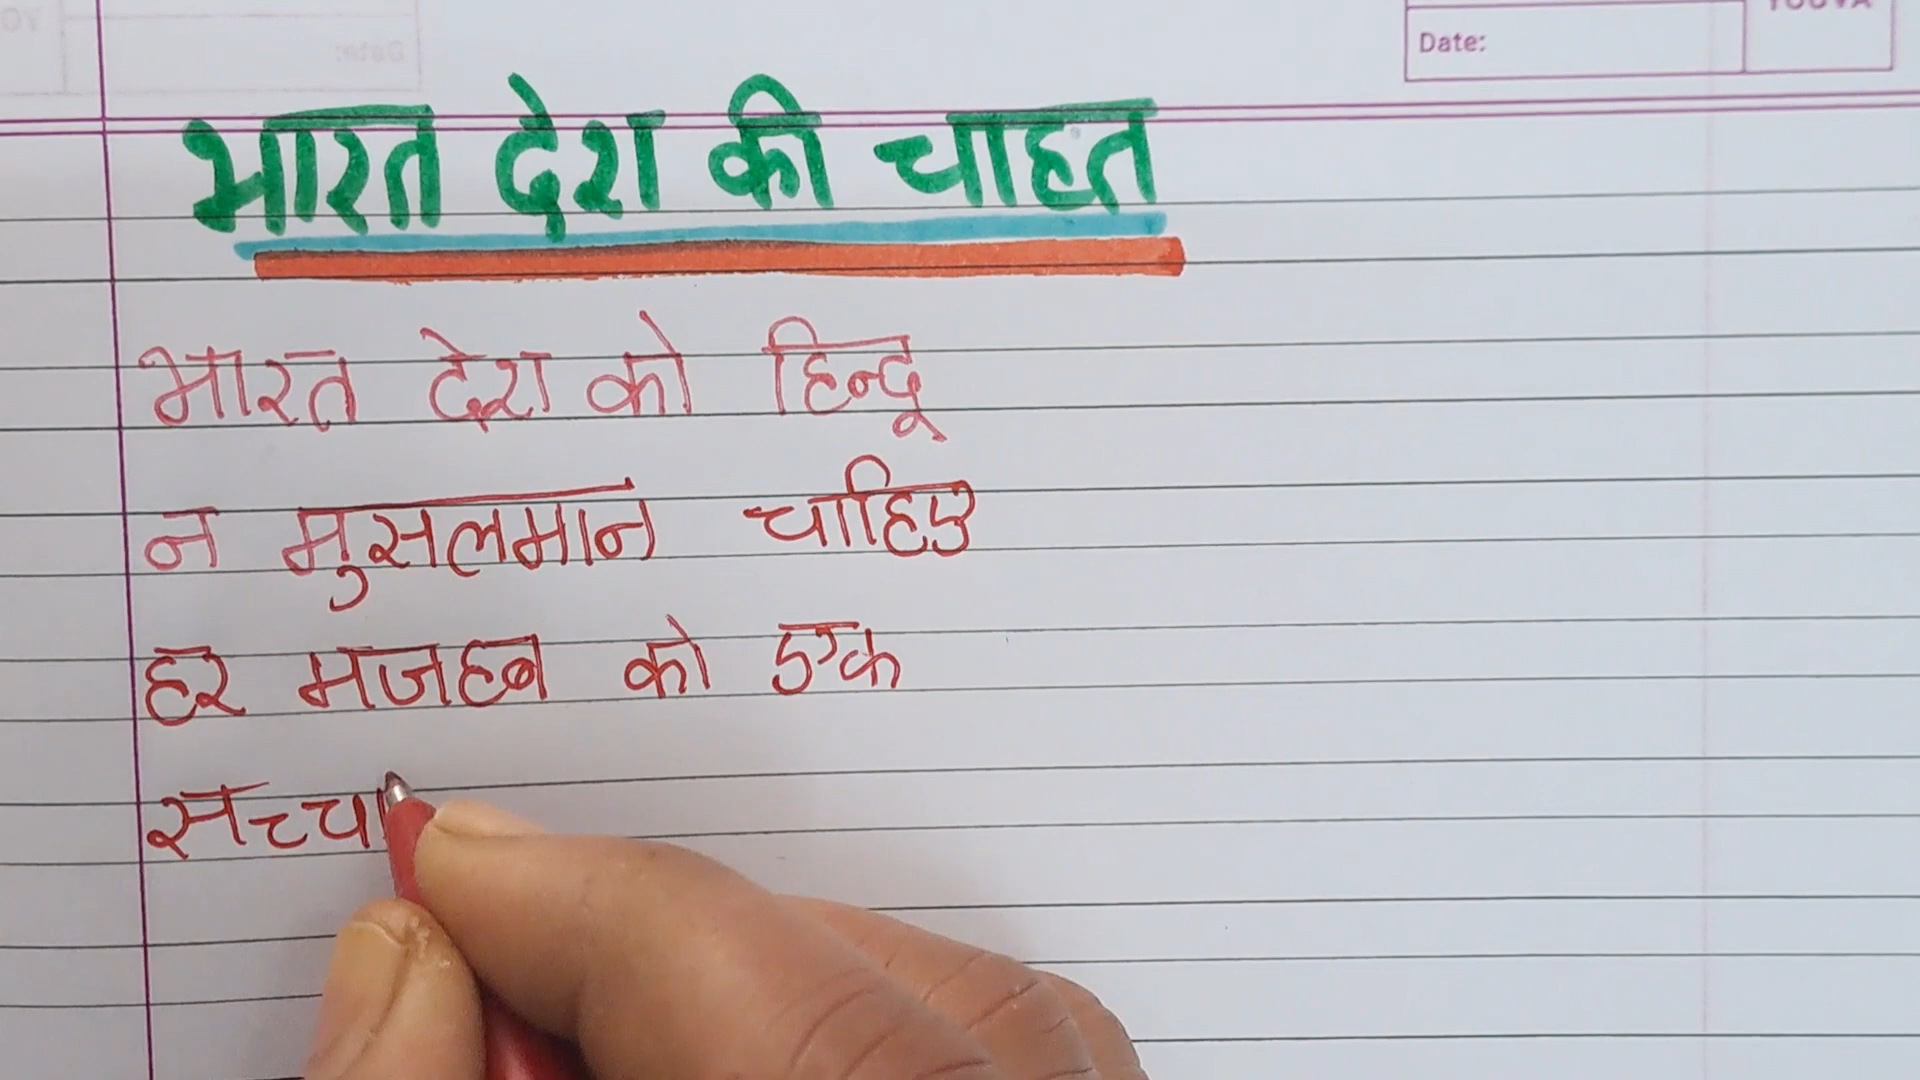 Date:
भारत देश की चाहत
भारत देश को हिन्दू
न मुसलमान चाहिए
हर मजहब को एक
सच्चा